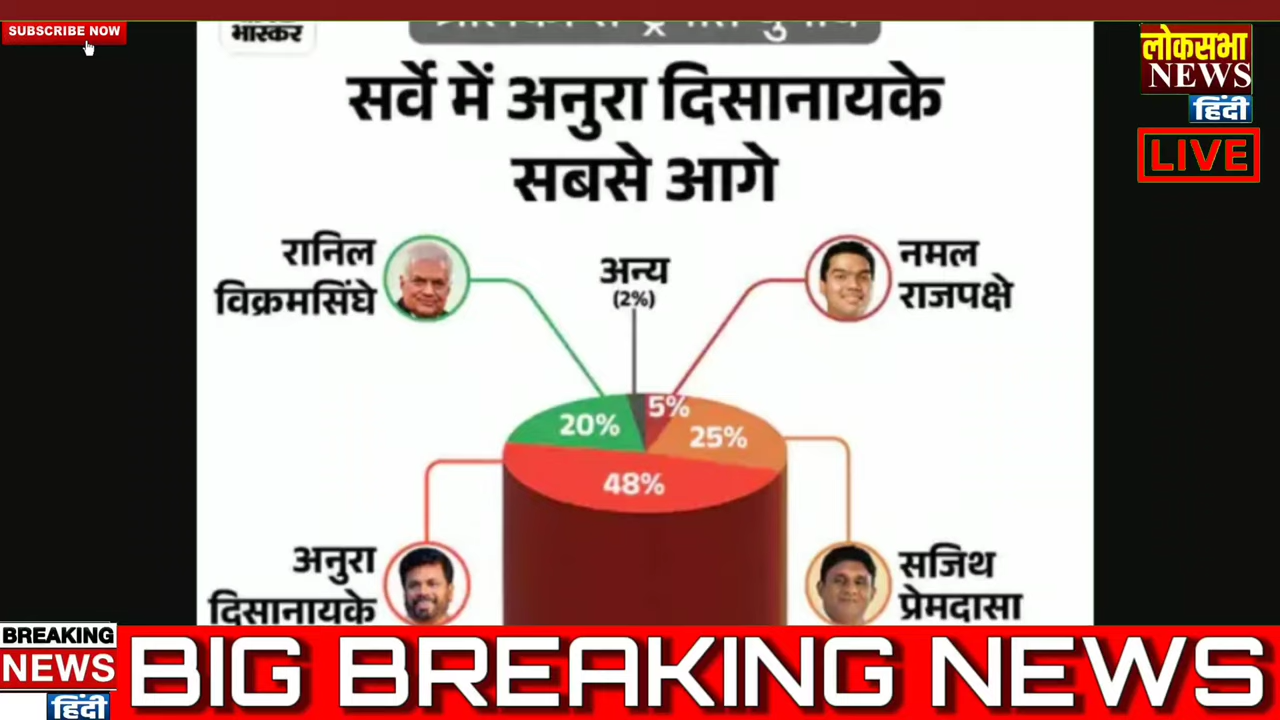 SUBSCRIBE NOW
भास्कर
लोकसभा
NEWS
हिंदी
LIVE
सर्वे में अनुरा दिसानायके
सबसे आगे
रानिल
विक्रमसिंघे
अन्य
(2%)
नमल
राजपक्षे
20%
5%
25%
48%
अनुरा
दिसानायके
सजिथ
प्रेमदासा
BREAKING
NEWS
हिंदी
BIG BREAKING NEWS